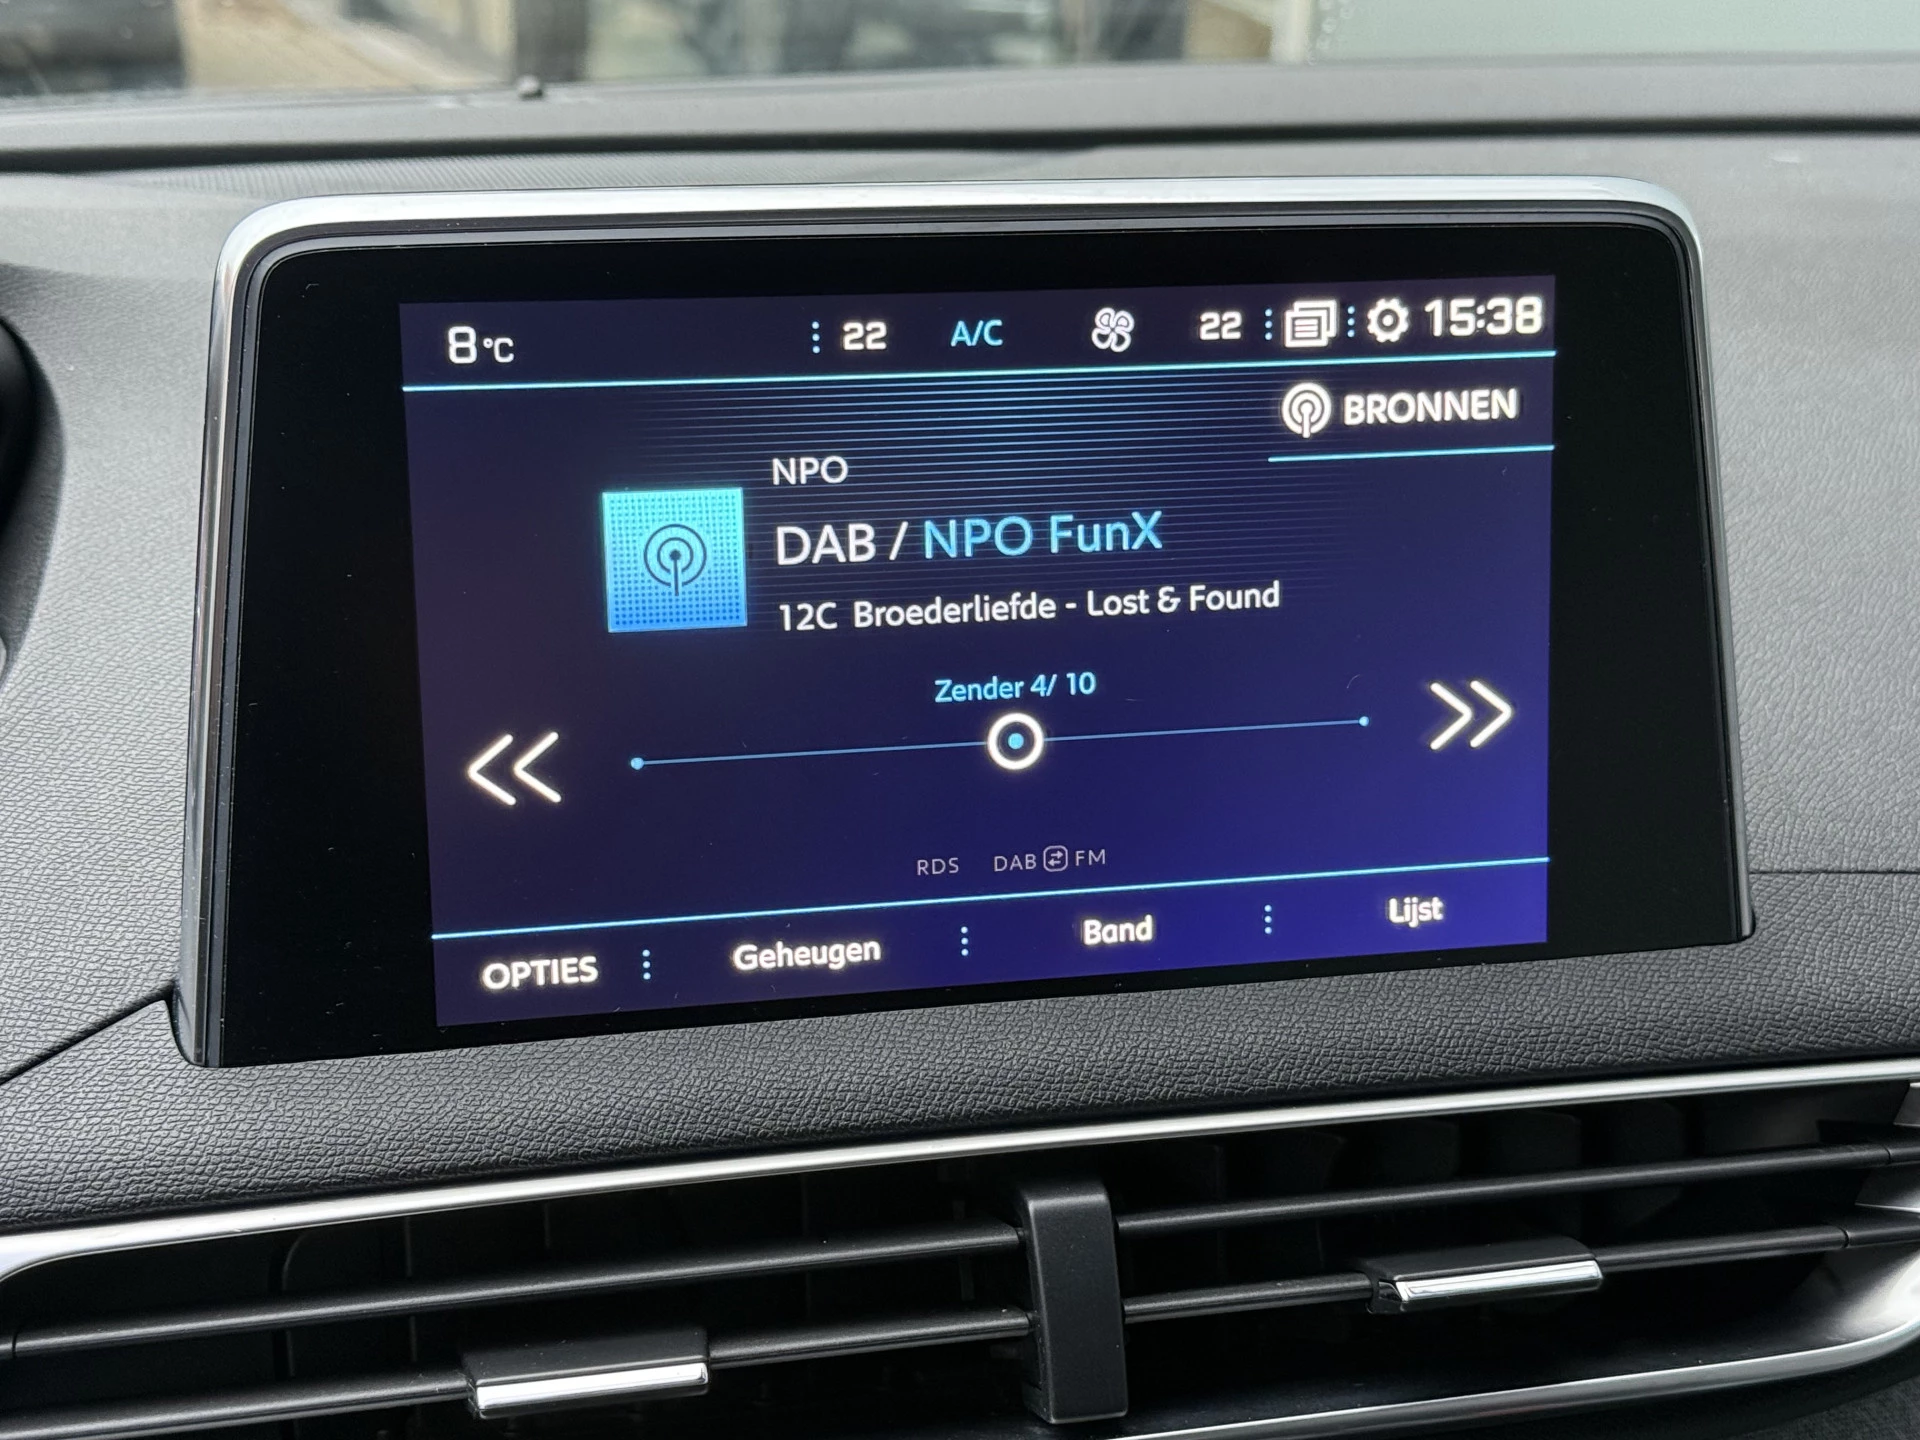 8°C 22 A/C 22 15:38
BRONNEN
NPO
DAB / NPO FunX
12C Broederliefde - Lost & Found
Zender 4/ 10
RDS DAB FM
OPTIES Geheugen Band Lijst